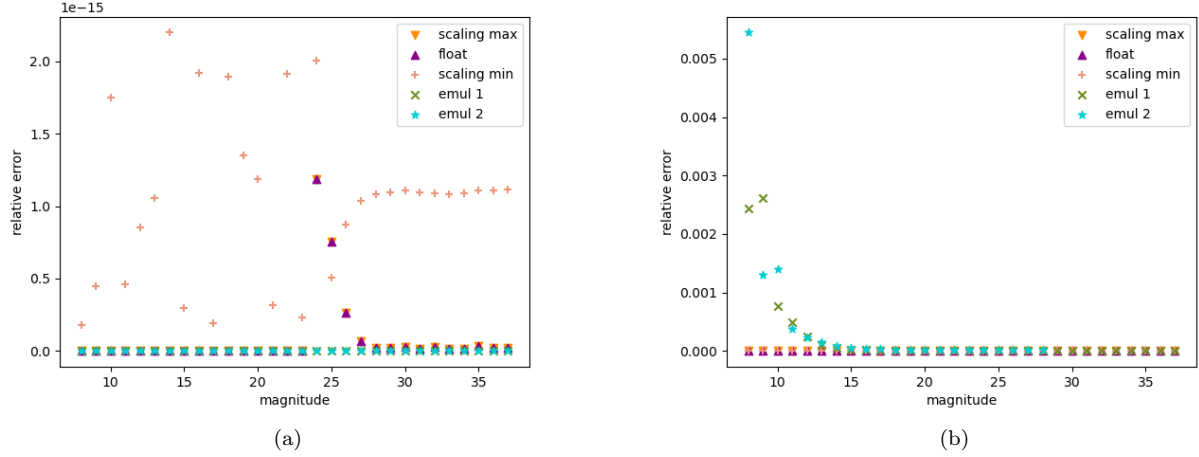 1e−15
2.0
1.5
1.0
0.5
0.0
relative error
10
15
20
25
30
35
magnitude
scaling max
float
scaling min
emul 1
emul 2
(a)
0.005
0.004
0.003
0.002
0.001
0.000
relative error
10
15
20
25
30
35
magnitude
scaling max
float
scaling min
emul 1
emul 2
(b)